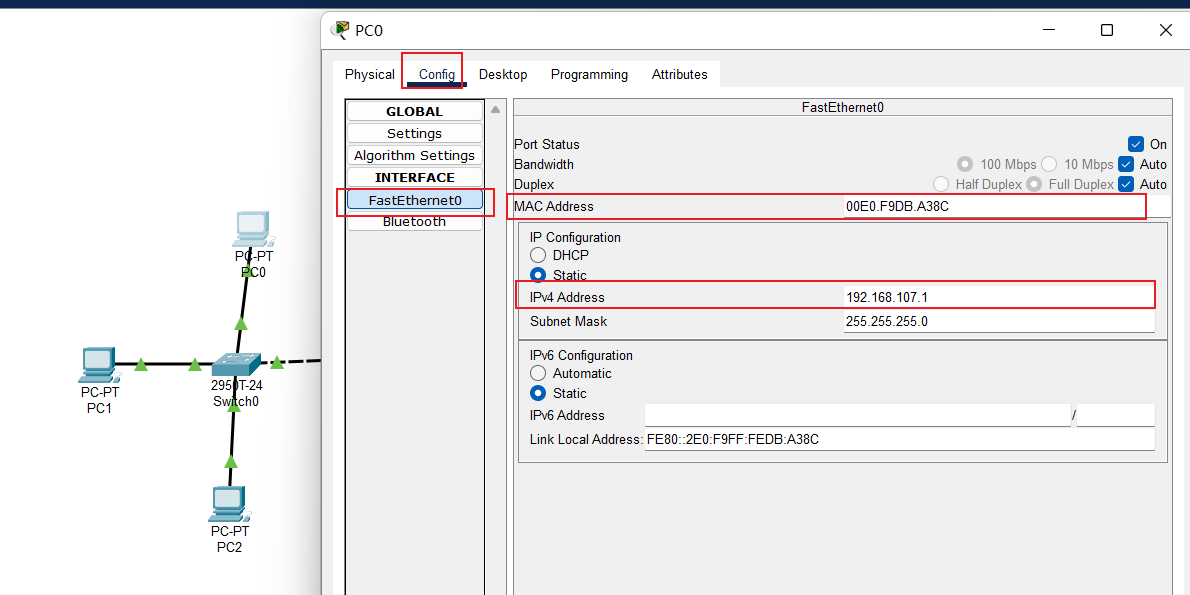 PC0
Physical Config Desktop Programming Attributes
GLOBAL
Settings
Algorithm Settings
INTERFACE
FastEthernet0
Bluetooth
FastEthernet0
Port Status On
Bandwidth 100 Mbps 10 Mbps Auto
Duplex Half Duplex Full Duplex Auto
MAC Address 00E0.F9DB.A38C
IP Configuration
DHCP
Static
IPv4 Address 192.168.107.1
Subnet Mask 255.255.255.0
IPv6 Configuration
Automatic
Static
IPv6 Address /
Link Local Address: FE80::2E0:F9FF:FEDB:A38C
PC-PT
PC0
PC-PT
PC1
2950T-24
Switch0
PC-PT
PC2